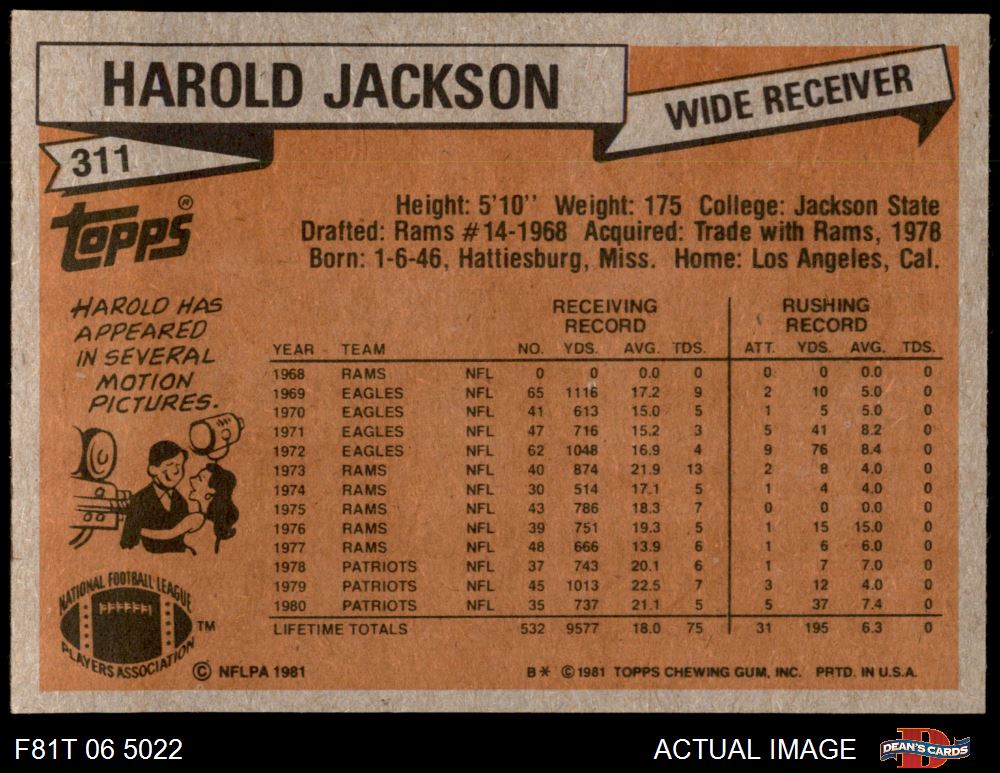 HAROLD JACKSON
WIDE RECEIVER
311
TOPPS®
Height: 5'10'' Weight: 175 College: Jackson State
Drafted: Rams #14-1968 Acquired: Trade with Rams, 1978
Born: 1-6-46, Hattiesburg, Miss. Home: Los Angeles, Cal.
HAROLD HAS
APPEARED
IN SEVERAL
MOTION
PICTURES.
RECEIVING RUSHING
RECORD RECORD
YEAR TEAM NO. YDS. AVG. TDS. ATT. YDS. AVG. TDS.
1968 RAMS NFL 0 0 0.0 0 0 0 0.0 0
1969 EAGLES NFL 65 1116 17.2 9 2 10 5.0 0
1970 EAGLES NFL 41 613 15.0 5 1 5 5.0 0
1971 EAGLES NFL 47 716 15.2 3 5 41 8.2 0
1972 EAGLES NFL 62 1048 16.9 4 9 76 8.4 0
1973 RAMS NFL 40 874 21.9 13 2 8 4.0 0
1974 RAMS NFL 30 514 17.1 5 1 4 4.0 0
1975 RAMS NFL 43 786 18.3 7 0 0 0.0 0
1976 RAMS NFL 39 751 19.3 5 1 15 15.0 0
1977 RAMS NFL 48 666 13.9 6 1 6 6.0 0
1978 PATRIOTS NFL 37 743 20.1 6 1 7 7.0 0
1979 PATRIOTS NFL 45 1013 22.5 7 3 12 4.0 0
1980 PATRIOTS NFL 35 737 21.1 5 5 37 7.4 0
LIFETIME TOTALS 532 9577 18.0 75 31 195 6.3 0
NATIONAL FOOTBALL LEAGUE
PLAYERS ASSOCIATION
TM
© NFLPA 1981
B* © 1981 TOPPS CHEWING GUM, INC. PRTD. IN U.S.A.
F81T 06 5022
ACTUAL IMAGE
D
DEAN'S CARDS